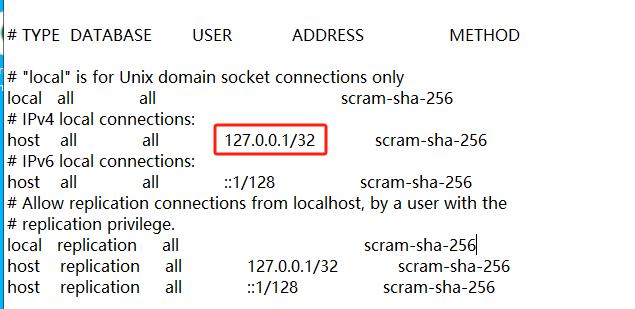 # TYPE DATABASE USER ADDRESS METHOD
# "local" is for Unix domain socket connections only
local all all scram-sha-256
# IPv4 local connections:
host all all 127.0.0.1/32 scram-sha-256
# IPv6 local connections:
host all all ::1/128 scram-sha-256
# Allow replication connections from localhost, by a user with the
# replication privilege.
local replication all scram-sha-256
host replication all 127.0.0.1/32 scram-sha-256
host replication all ::1/128 scram-sha-256